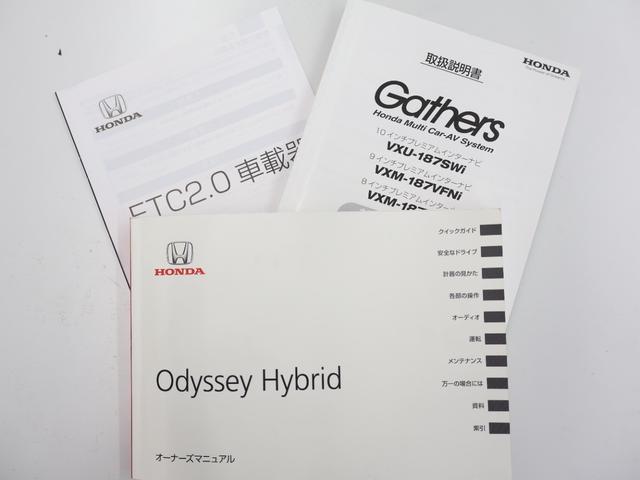 HONDA
ETC2.0 車載器
取扱説明書
HONDA
The Power of Dreams
Gathers
Honda Multi Car-AV System
10インチプレミアムインターナビ
VXU-187SWi
9インチプレミアムインターナビ
VXM-187VFNi
8インチプレミアムインター
VXM-187
HONDA
Odyssey Hybrid
オーナーズマニュアル
クイックガイド
安全なドライブ
計器の見かた
各部の操作
オーディオ
運転
メンテナンス
万一の場合には
資料
索引